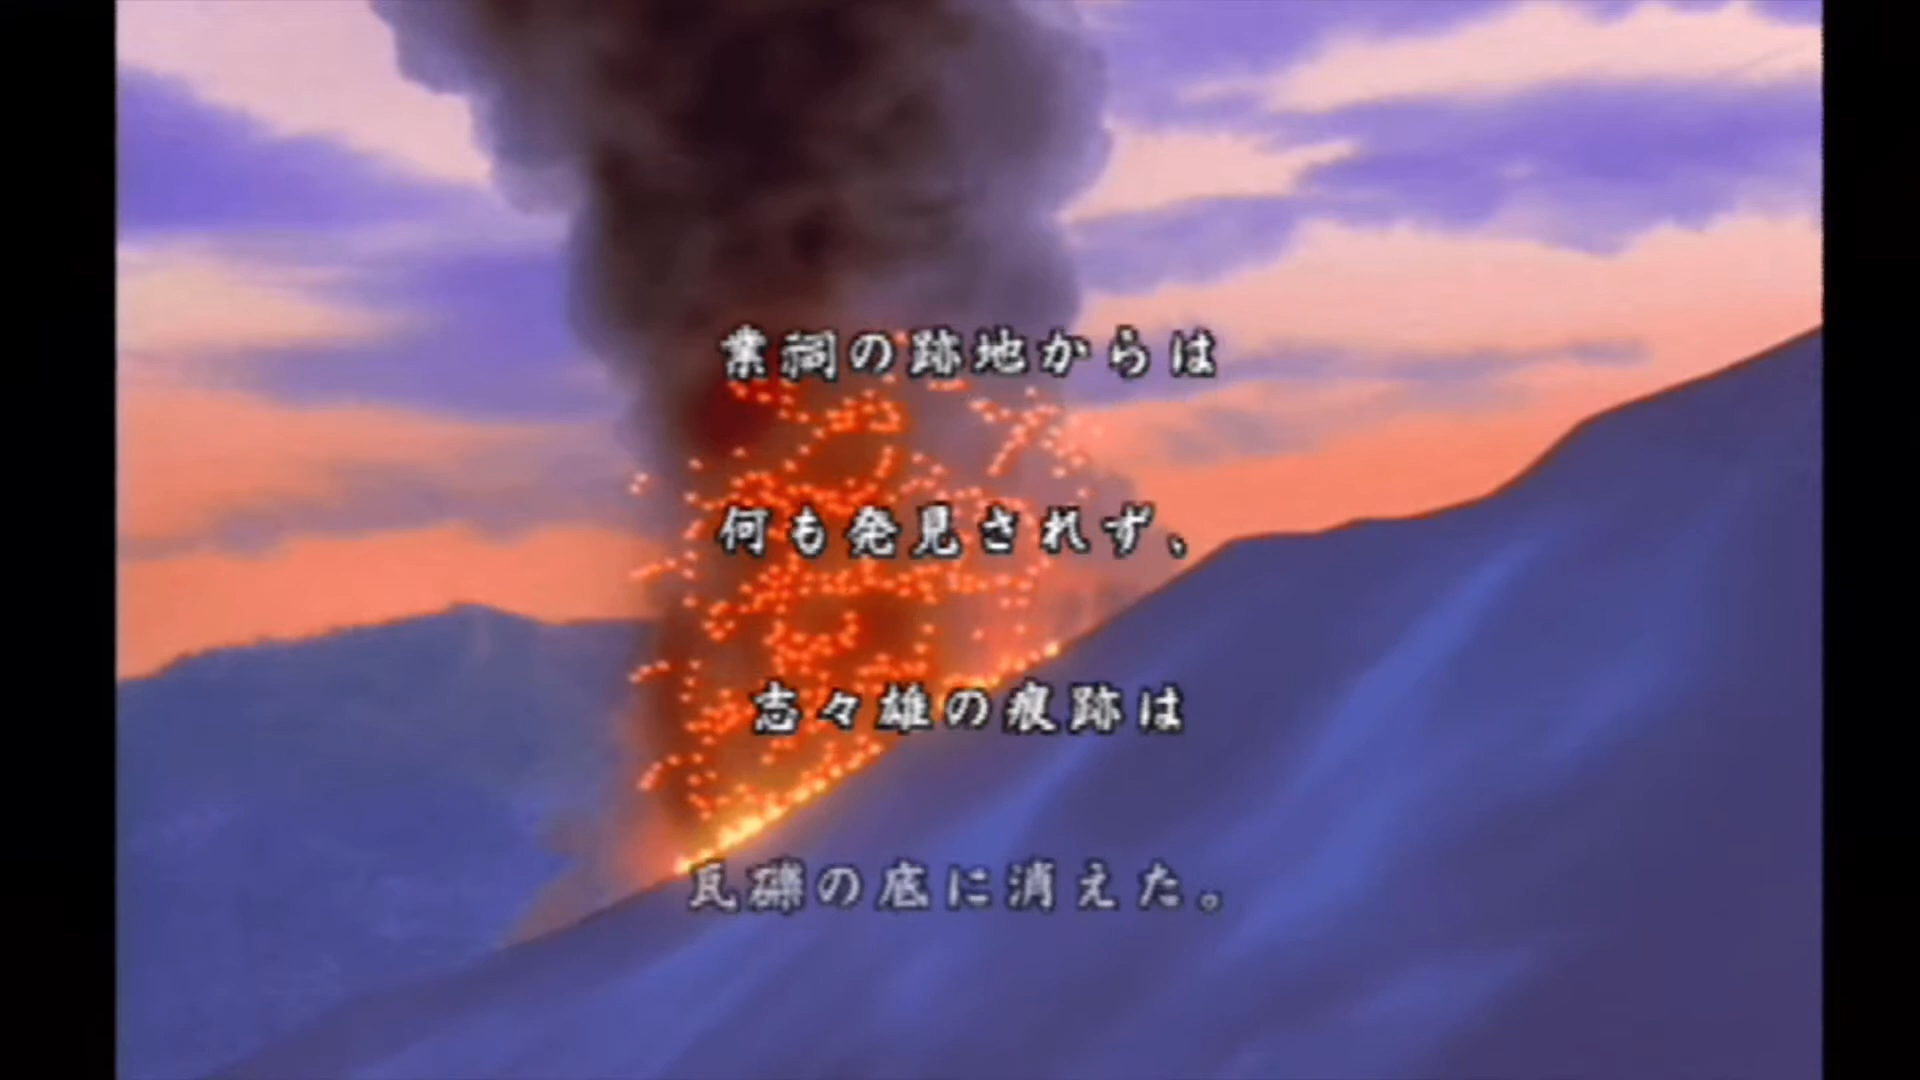 業祠の跡地からは
何も発見されず、
志々雄の痕跡は
瓦礫の底に消えた。